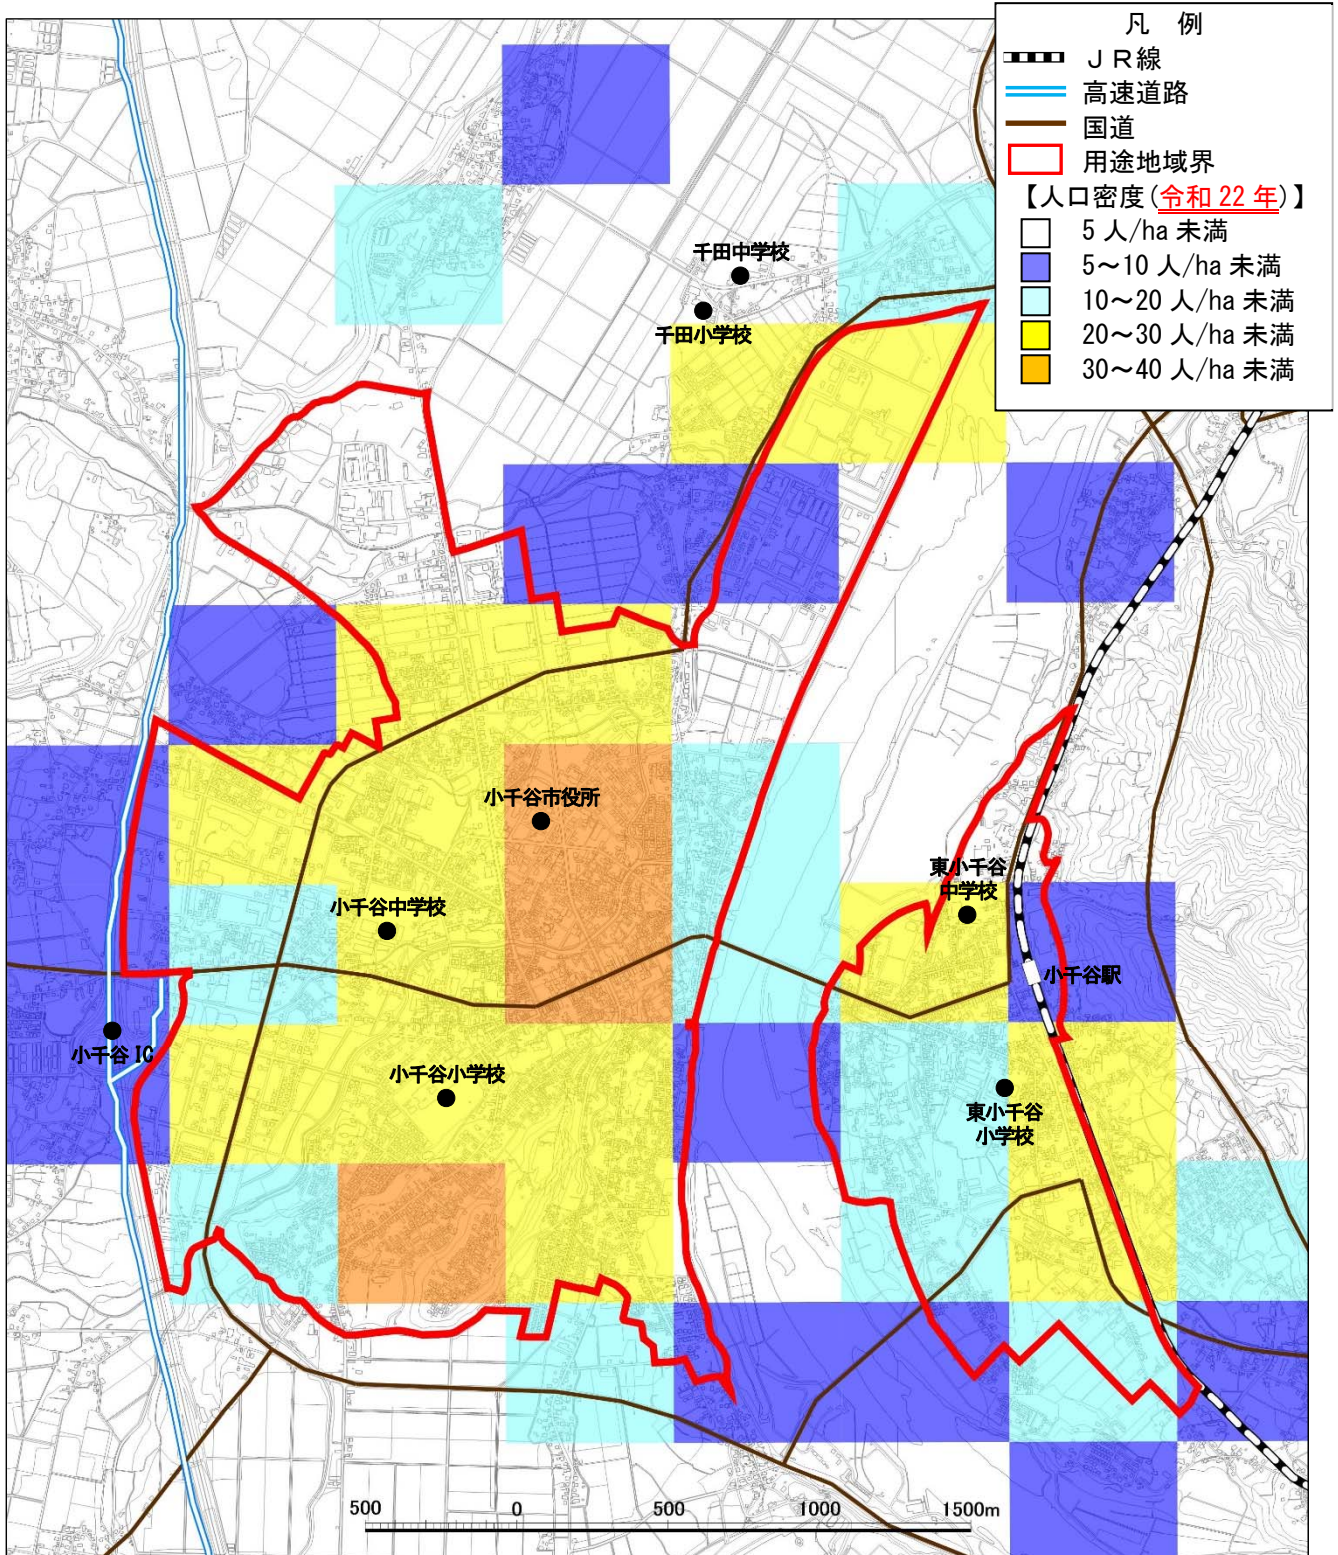 凡 例
ＪＲ線
高速道路
国道
用途地域界
【人口密度(令和 22 年)】
5 人/ha 未満
5～10 人/ha 未満
10～20 人/ha 未満
20～30 人/ha 未満
30～40 人/ha 未満
千田中学校
千田小学校
小千谷市役所
東小千谷
中学校
小千谷中学校
小千谷駅
小千谷 IC
小千谷小学校
東小千谷
小学校
500 0 500 1000 1500m